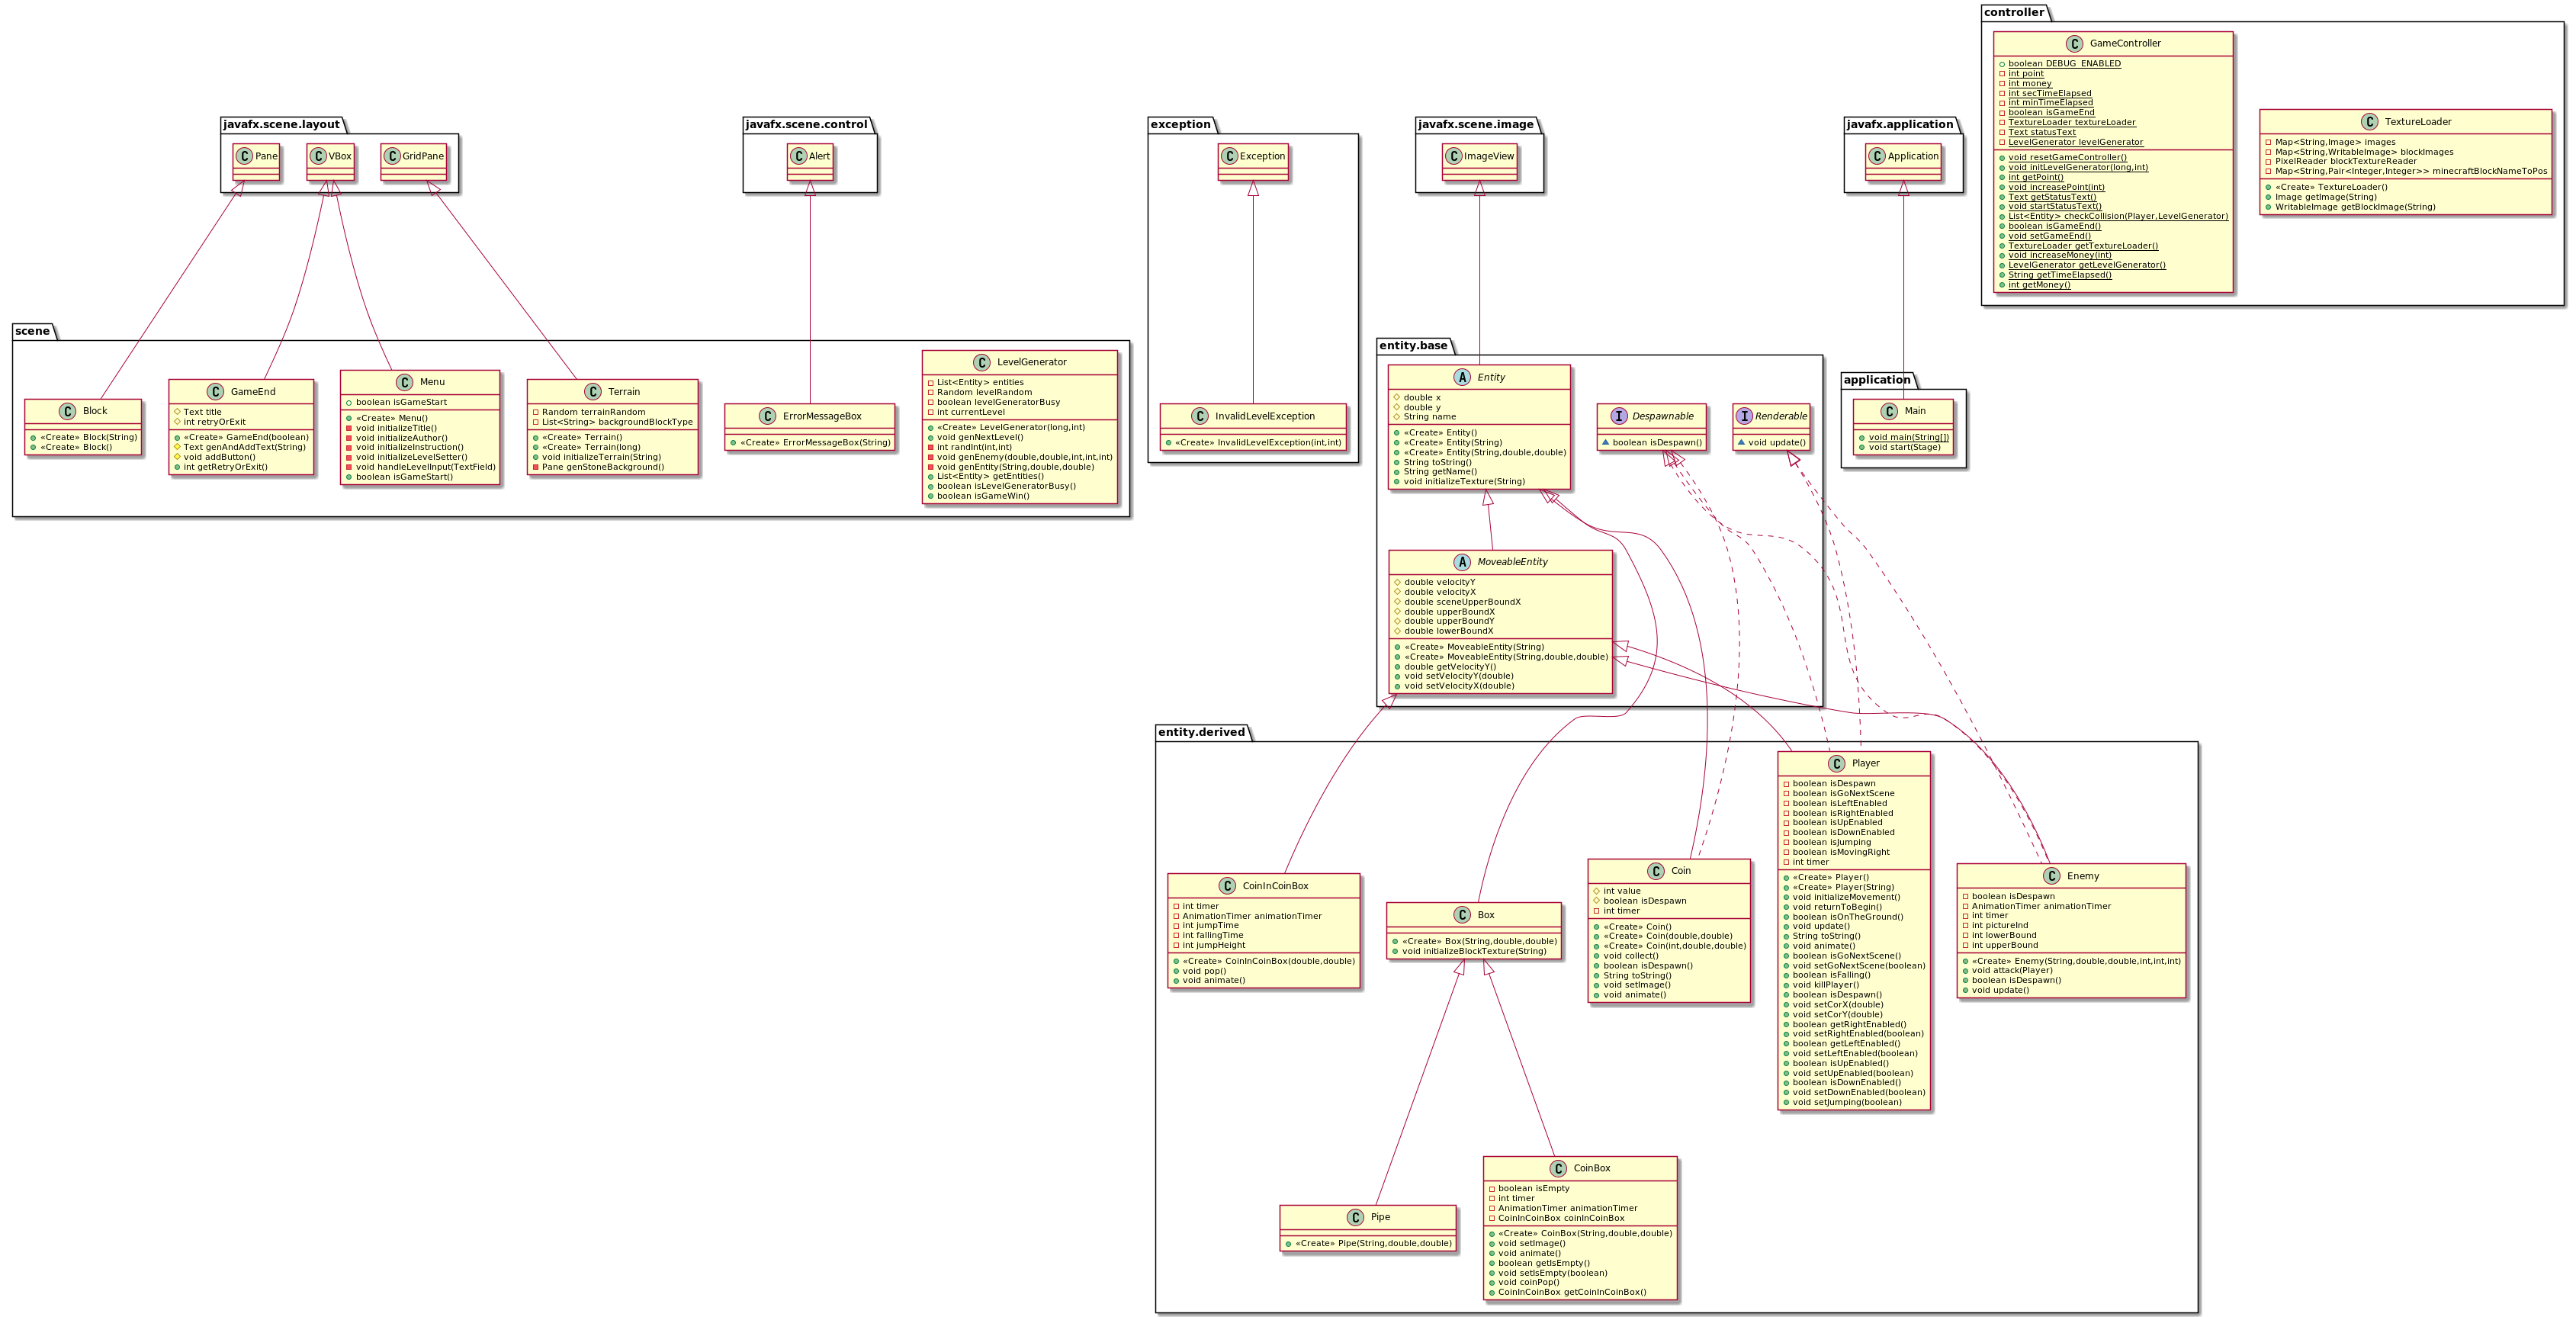 controller
GameController
boolean DEBUG_ENABLED
int point
int money
int secTimeElapsed
int minTimeElapsed
boolean isGameEnd
TextureLoader textureLoader
Text statusText
LevelGenerator levelGenerator
void resetGameController()
void initLevelGenerator(long,int)
int getPoint()
void increasePoint(int)
Text getStatusText()
void startStatusText()
List<Entity> checkCollision(Player,LevelGenerator)
boolean isGameEnd()
void setGameEnd()
TextureLoader getTextureLoader()
void increaseMoney(int)
LevelGenerator getLevelGenerator()
String getTimeElapsed()
int getMoney()
TextureLoader
Map<String,Image> images
Map<String,WritableImage> blockImages
PixelReader blockTextureReader
Map<String,Pair<Integer,Integer>> minecraftBlockNameToPos
«Create» TextureLoader()
Image getImage(String)
WritableImage getBlockImage(String)
javafx.scene.layout
Pane
VBox
GridPane
javafx.scene.control
Alert
exception
Exception
InvalidLevelException
«Create» InvalidLevelException(int,int)
javafx.scene.image
ImageView
javafx.application
Application
scene
Block
«Create» Block(String)
«Create» Block()
GameEnd
Text title
int retryOrExit
«Create» GameEnd(boolean)
Text genAndAddText(String)
void addButton()
int getRetryOrExit()
Menu
boolean isGameStart
«Create» Menu()
void initializeTitle()
void initializeAuthor()
void initializeInstruction()
void initializeLevelSetter()
void handleLevelInput(TextField)
boolean isGameStart()
Terrain
Random terrainRandom
List<String> backgroundBlockType
«Create» Terrain()
«Create» Terrain(long)
void initializeTerrain(String)
Pane genStoneBackground()
ErrorMessageBox
«Create» ErrorMessageBox(String)
LevelGenerator
List<Entity> entities
Random levelRandom
boolean levelGeneratorBusy
int currentLevel
«Create» LevelGenerator(long,int)
void genNextLevel()
int randInt(int,int)
void genEnemy(double,double,int,int,int)
void genEntity(String,double,double)
List<Entity> getEntities()
boolean isLevelGeneratorBusy()
boolean isGameWin()
entity.base
Entity
double x
double y
String name
«Create» Entity()
«Create» Entity(String)
«Create» Entity(String,double,double)
String toString()
String getName()
void initializeTexture(String)
Despawnable
boolean isDespawn()
Renderable
void update()
MoveableEntity
double velocityY
double velocityX
double sceneUpperBoundX
double upperBoundX
double upperBoundY
double lowerBoundX
«Create» MoveableEntity(String)
«Create» MoveableEntity(String,double,double)
double getVelocityY()
void setVelocityY(double)
void setVelocityX(double)
application
Main
void main(String[])
void start(Stage)
entity.derived
CoinInCoinBox
int timer
AnimationTimer animationTimer
int jumpTime
int fallingTime
int jumpHeight
«Create» CoinInCoinBox(double,double)
void pop()
void animate()
Box
«Create» Box(String,double,double)
void initializeBlockTexture(String)
Coin
int value
boolean isDespawn
int timer
«Create» Coin()
«Create» Coin(double,double)
«Create» Coin(int,double,double)
void collect()
boolean isDespawn()
String toString()
void setImage()
void animate()
Player
boolean isDespawn
boolean isGoNextScene
boolean isLeftEnabled
boolean isRightEnabled
boolean isUpEnabled
boolean isDownEnabled
boolean isJumping
boolean isMovingRight
int timer
«Create» Player()
«Create» Player(String)
void initializeMovement()
void returnToBegin()
boolean isOnTheGround()
void update()
String toString()
void animate()
boolean isGoNextScene()
void setGoNextScene(boolean)
boolean isFalling()
void killPlayer()
boolean isDespawn()
void setCorX(double)
void setCorY(double)
boolean getRightEnabled()
void setRightEnabled(boolean)
boolean getLeftEnabled()
void setLeftEnabled(boolean)
boolean isUpEnabled()
void setUpEnabled(boolean)
boolean isDownEnabled()
void setDownEnabled(boolean)
void setJumping(boolean)
Enemy
boolean isDespawn
AnimationTimer animationTimer
int timer
int pictureInd
int lowerBound
int upperBound
«Create» Enemy(String,double,double,int,int,int)
void attack(Player)
boolean isDespawn()
void update()
Pipe
«Create» Pipe(String,double,double)
CoinBox
boolean isEmpty
int timer
AnimationTimer animationTimer
CoinInCoinBox coinInCoinBox
«Create» CoinBox(String,double,double)
void setImage()
void animate()
boolean getIsEmpty()
void setIsEmpty(boolean)
void coinPop()
CoinInCoinBox getCoinInCoinBox()